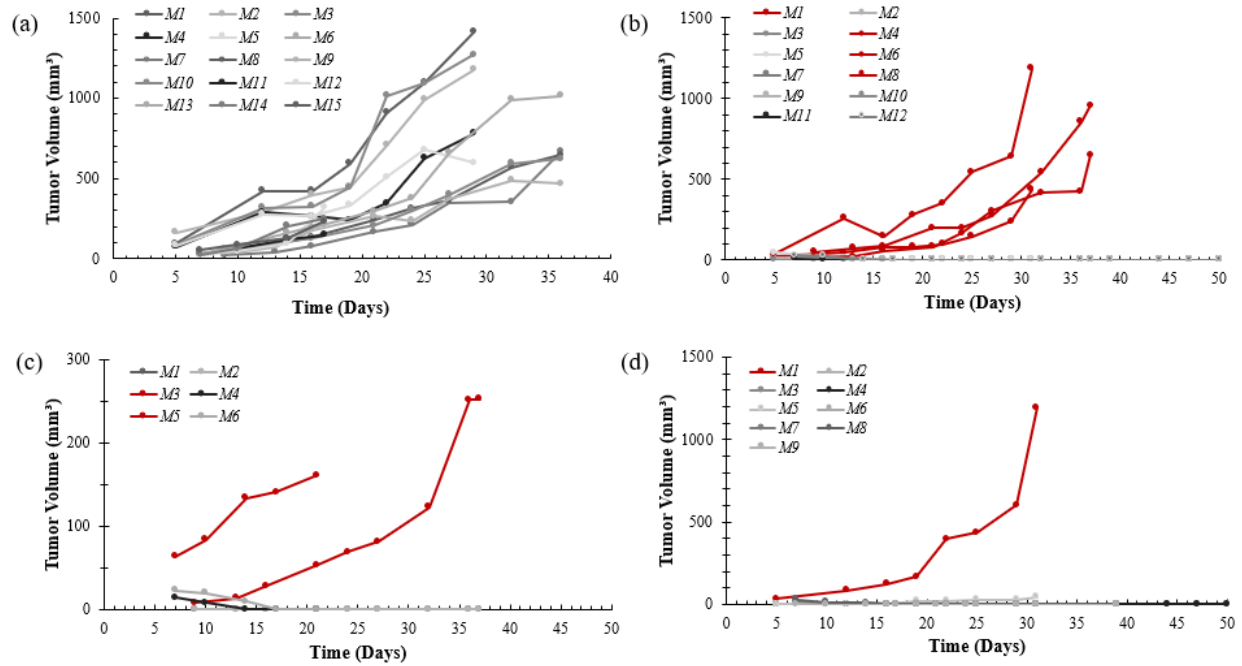 (a)
1500
1000
500
0
Tumor Volume (mm³)
M1 M2 M3
M4 M5 M6
M7 M8 M9
M10 M11 M12
M13 M14 M15
0 5 10 15 20 25 30 35 40
Time (Days)
(b)
1500
1000
500
0
Tumor Volume (mm³)
M1 M2
M3 M4
M5 M6
M7 M8
M9 M10
M11 M12
0 5 10 15 20 25 30 35 40 45 50
Time (Days)
(c)
300
250
200
150
100
50
0
Tumor Volume (mm³)
M1 M2
M3 M4
M5 M6
0 5 10 15 20 25 30 35 40 45 50
Time (Days)
(d)
1500
1000
500
0
Tumor Volume (mm³)
M1 M2
M3 M4
M5 M6
M7 M8
M9
0 5 10 15 20 25 30 35 40 45 50
Time (Days)